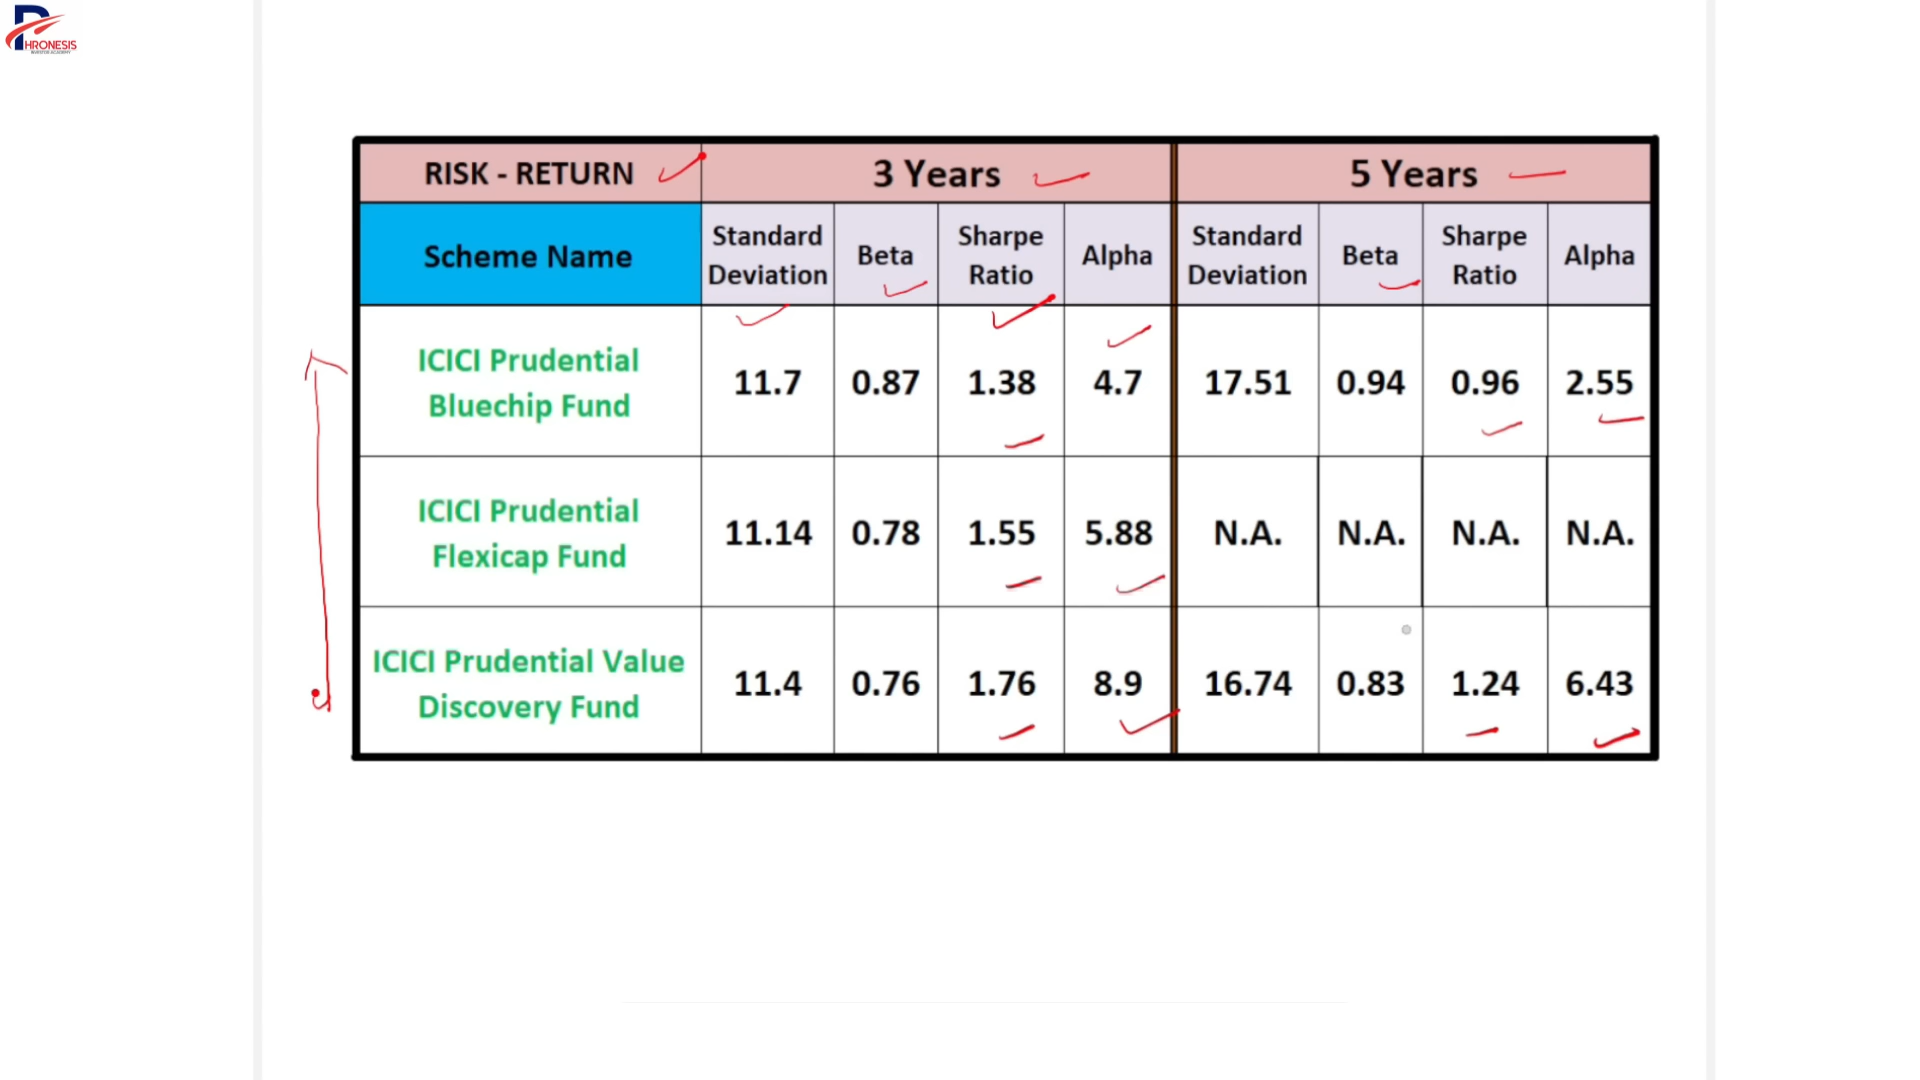 PHRONESIS
INVESTOR ACADEMY
RISK - RETURN 3 Years 5 Years
Scheme Name Standard Deviation Beta Sharpe Ratio Alpha Standard Deviation Beta Sharpe Ratio Alpha
ICICI Prudential Bluechip Fund 11.7 0.87 1.38 4.7 17.51 0.94 0.96 2.55
ICICI Prudential Flexicap Fund 11.14 0.78 1.55 5.88 N.A. N.A. N.A. N.A.
ICICI Prudential Value Discovery Fund 11.4 0.76 1.76 8.9 16.74 0.83 1.24 6.43